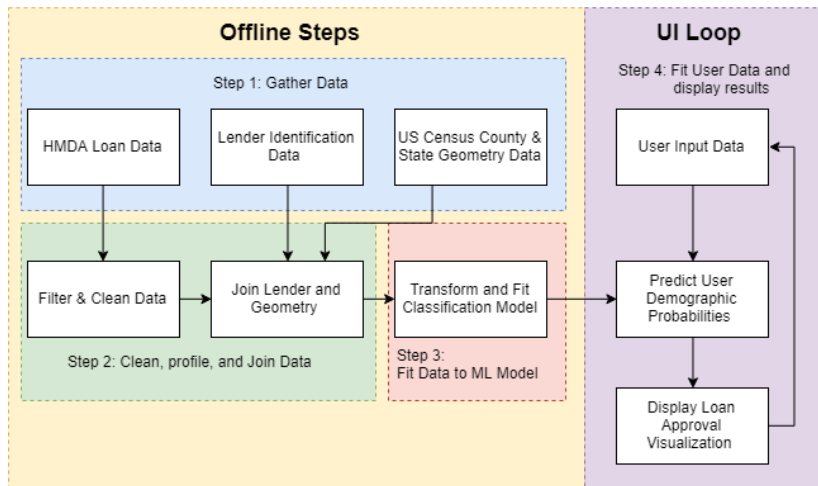 Offline Steps
UI Loop
Step 1: Gather Data
Step 4: Fit User Data and
display results
HMDA Loan Data
Lender Identification
Data
US Census County &
State Geometry Data
User Input Data
Filter & Clean Data
Join Lender and
Geometry
Transform and Fit
Classification Model
Predict User
Demographic
Probabilities
Step 2: Clean, profile, and Join Data
Step 3:
Fit Data to ML Model
Display Loan
Approval
Visualization